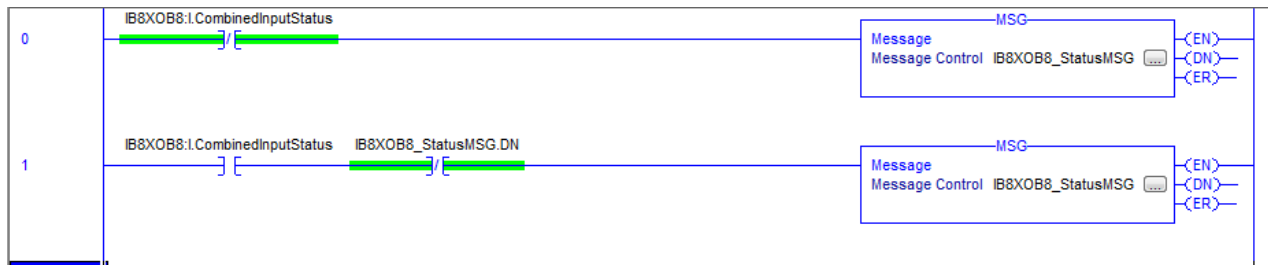 IB8XOB8:I.CombinedInputStatus
MSG
0
Message
EN
Message Control IB8XOB8_StatusMSG ...
DN
ER
IB8XOB8:I.CombinedInputStatus IB8XOB8_StatusMSG.DN
MSG
1
Message
EN
Message Control IB8XOB8_StatusMSG ...
DN
ER